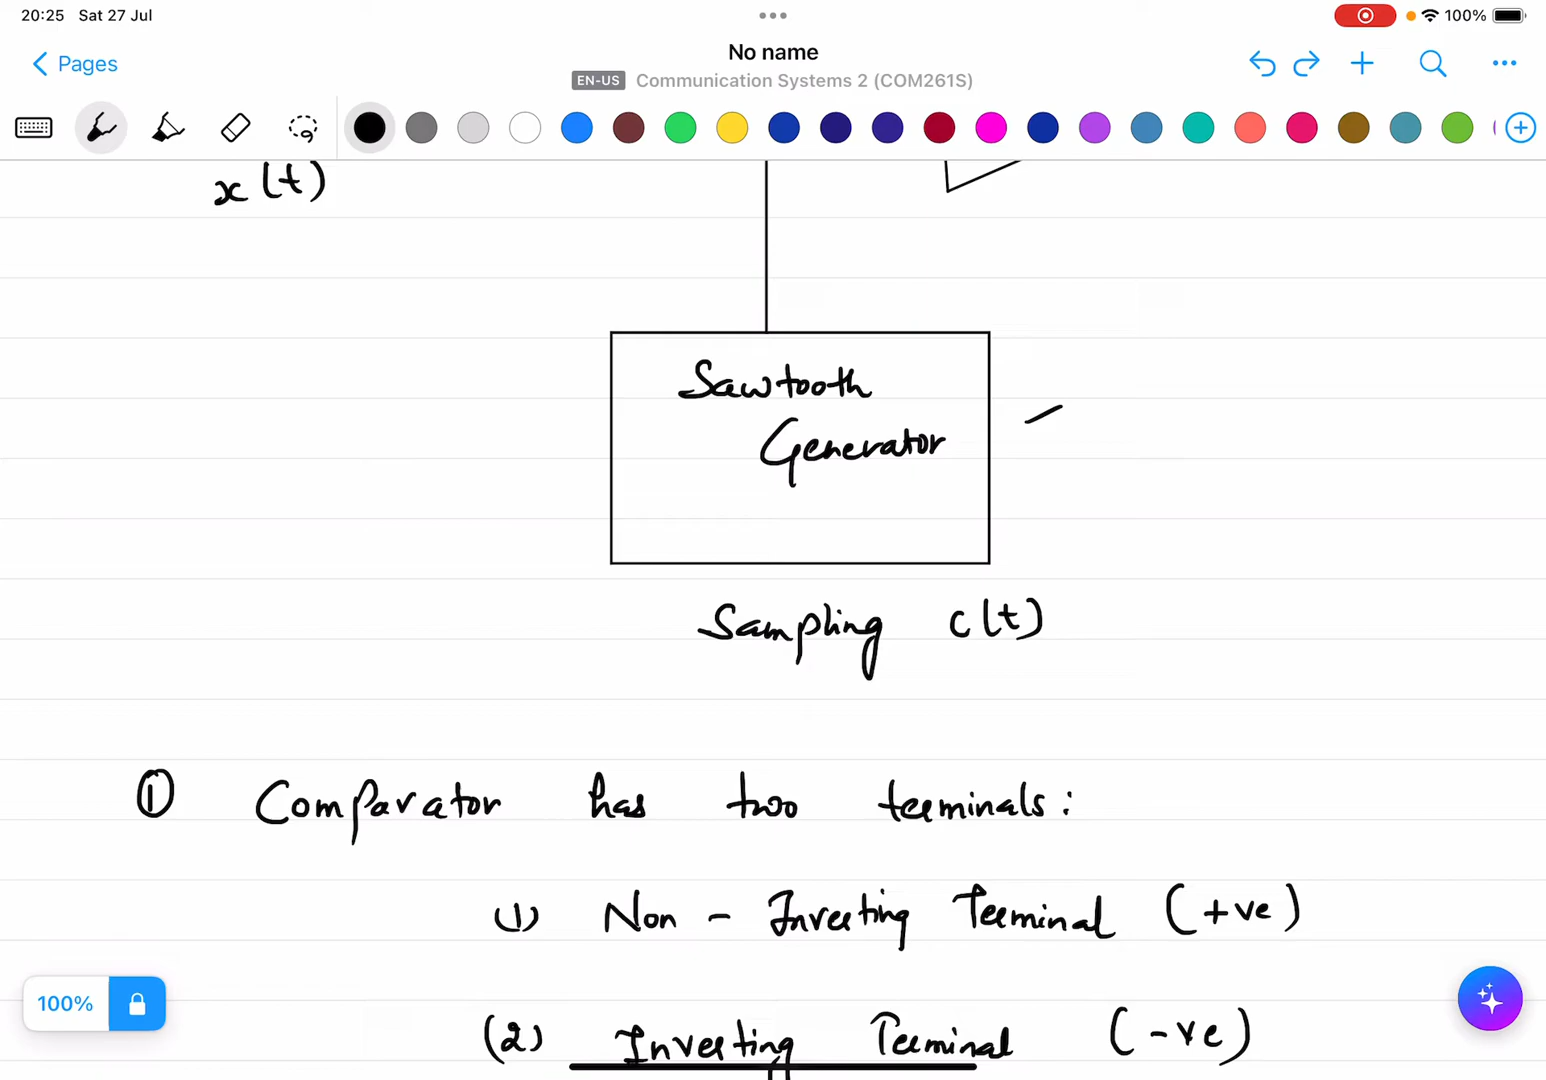 20:25 Sat 27 Jul
100%
Pages
No name
EN-US Communication Systems 2 (COM261S)
x(t)
Sawtooth
Generator
Sampling c(t)
① Comparator has two terminals:
(1) Non - Inverting Terminal (+ve)
100%
(2) Inverting Terminal (-ve)